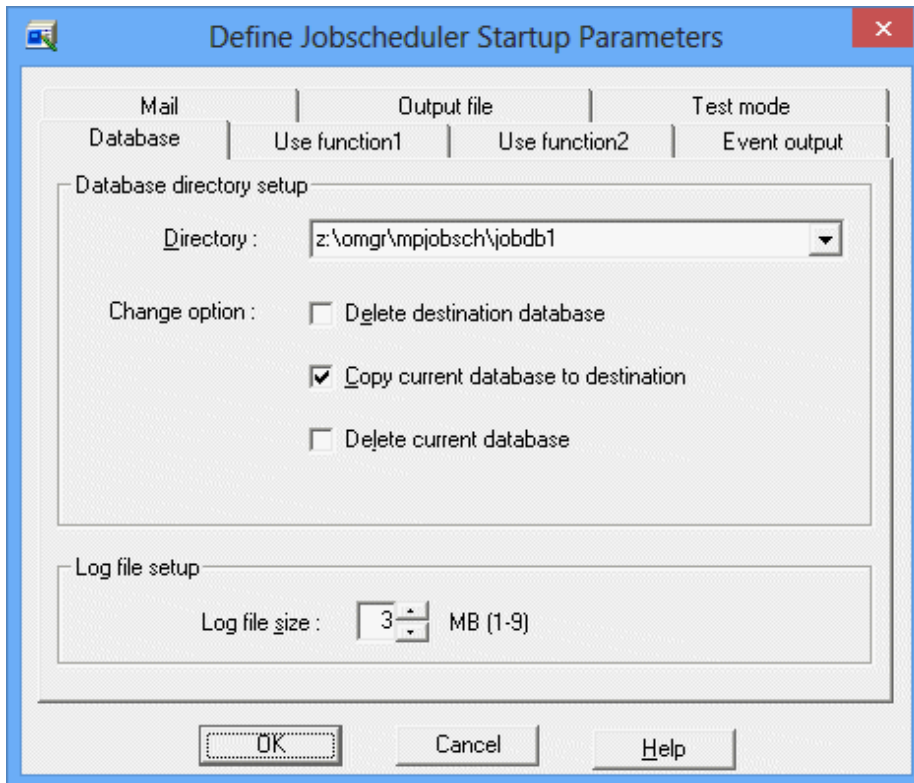 Define Jobscheduler Startup Parameters
Mail Output file Test mode
Database Use function1 Use function2 Event output
Database directory setup
Directory : z:\omgr\mpjobsch\jobdb1
Change option : Delete destination database
Copy current database to destination
Delete current database
Log file setup
Log file size : 3 MB (1-9)
OK Cancel Help